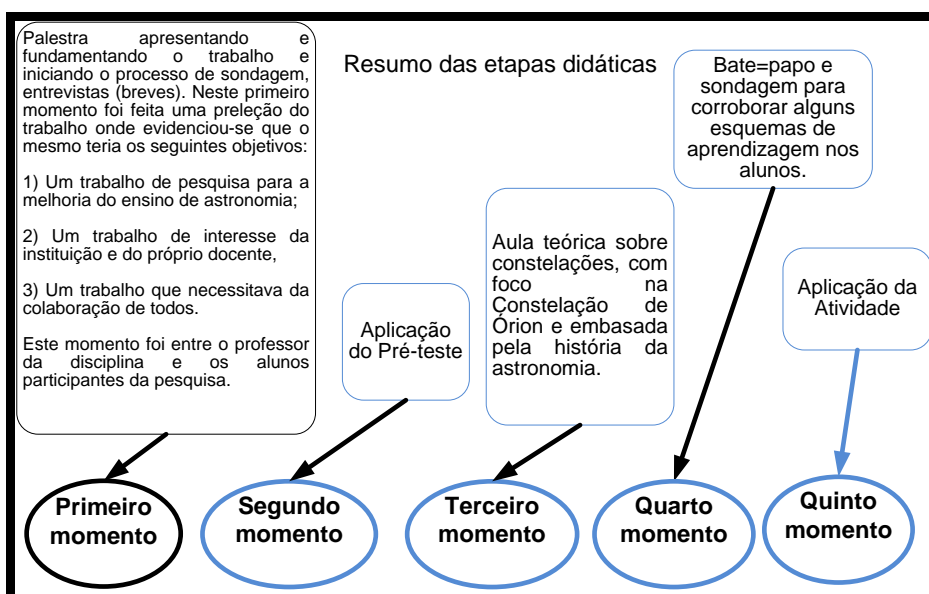 Palestra apresentando e
fundamentando o trabalho e
iniciando o processo de sondagem,
entrevistas (breves). Neste primeiro
momento foi feita uma preleção do
trabalho onde evidenciou-se que o
mesmo teria os seguintes objetivos:
1) Um trabalho de pesquisa para a
melhoria do ensino de astronomia;
2) Um trabalho de interesse da
instituição e do próprio docente,
3) Um trabalho que necessitava da
colaboração de todos.
Este momento foi entre o professor
da disciplina e os alunos
participantes da pesquisa.
Resumo das etapas didáticas
Aplicação
do Pré-teste
Aula teórica sobre
constelações, com
foco na
Constelação de
Órion e embasada
pela história da
astronomia.
Bate=papo e
sondagem para
corroborar alguns
esquemas de
aprendizagem nos
alunos.
Aplicação da
Atividade
Primeiro
momento
Segundo
momento
Terceiro
momento
Quarto
momento
Quinto
momento